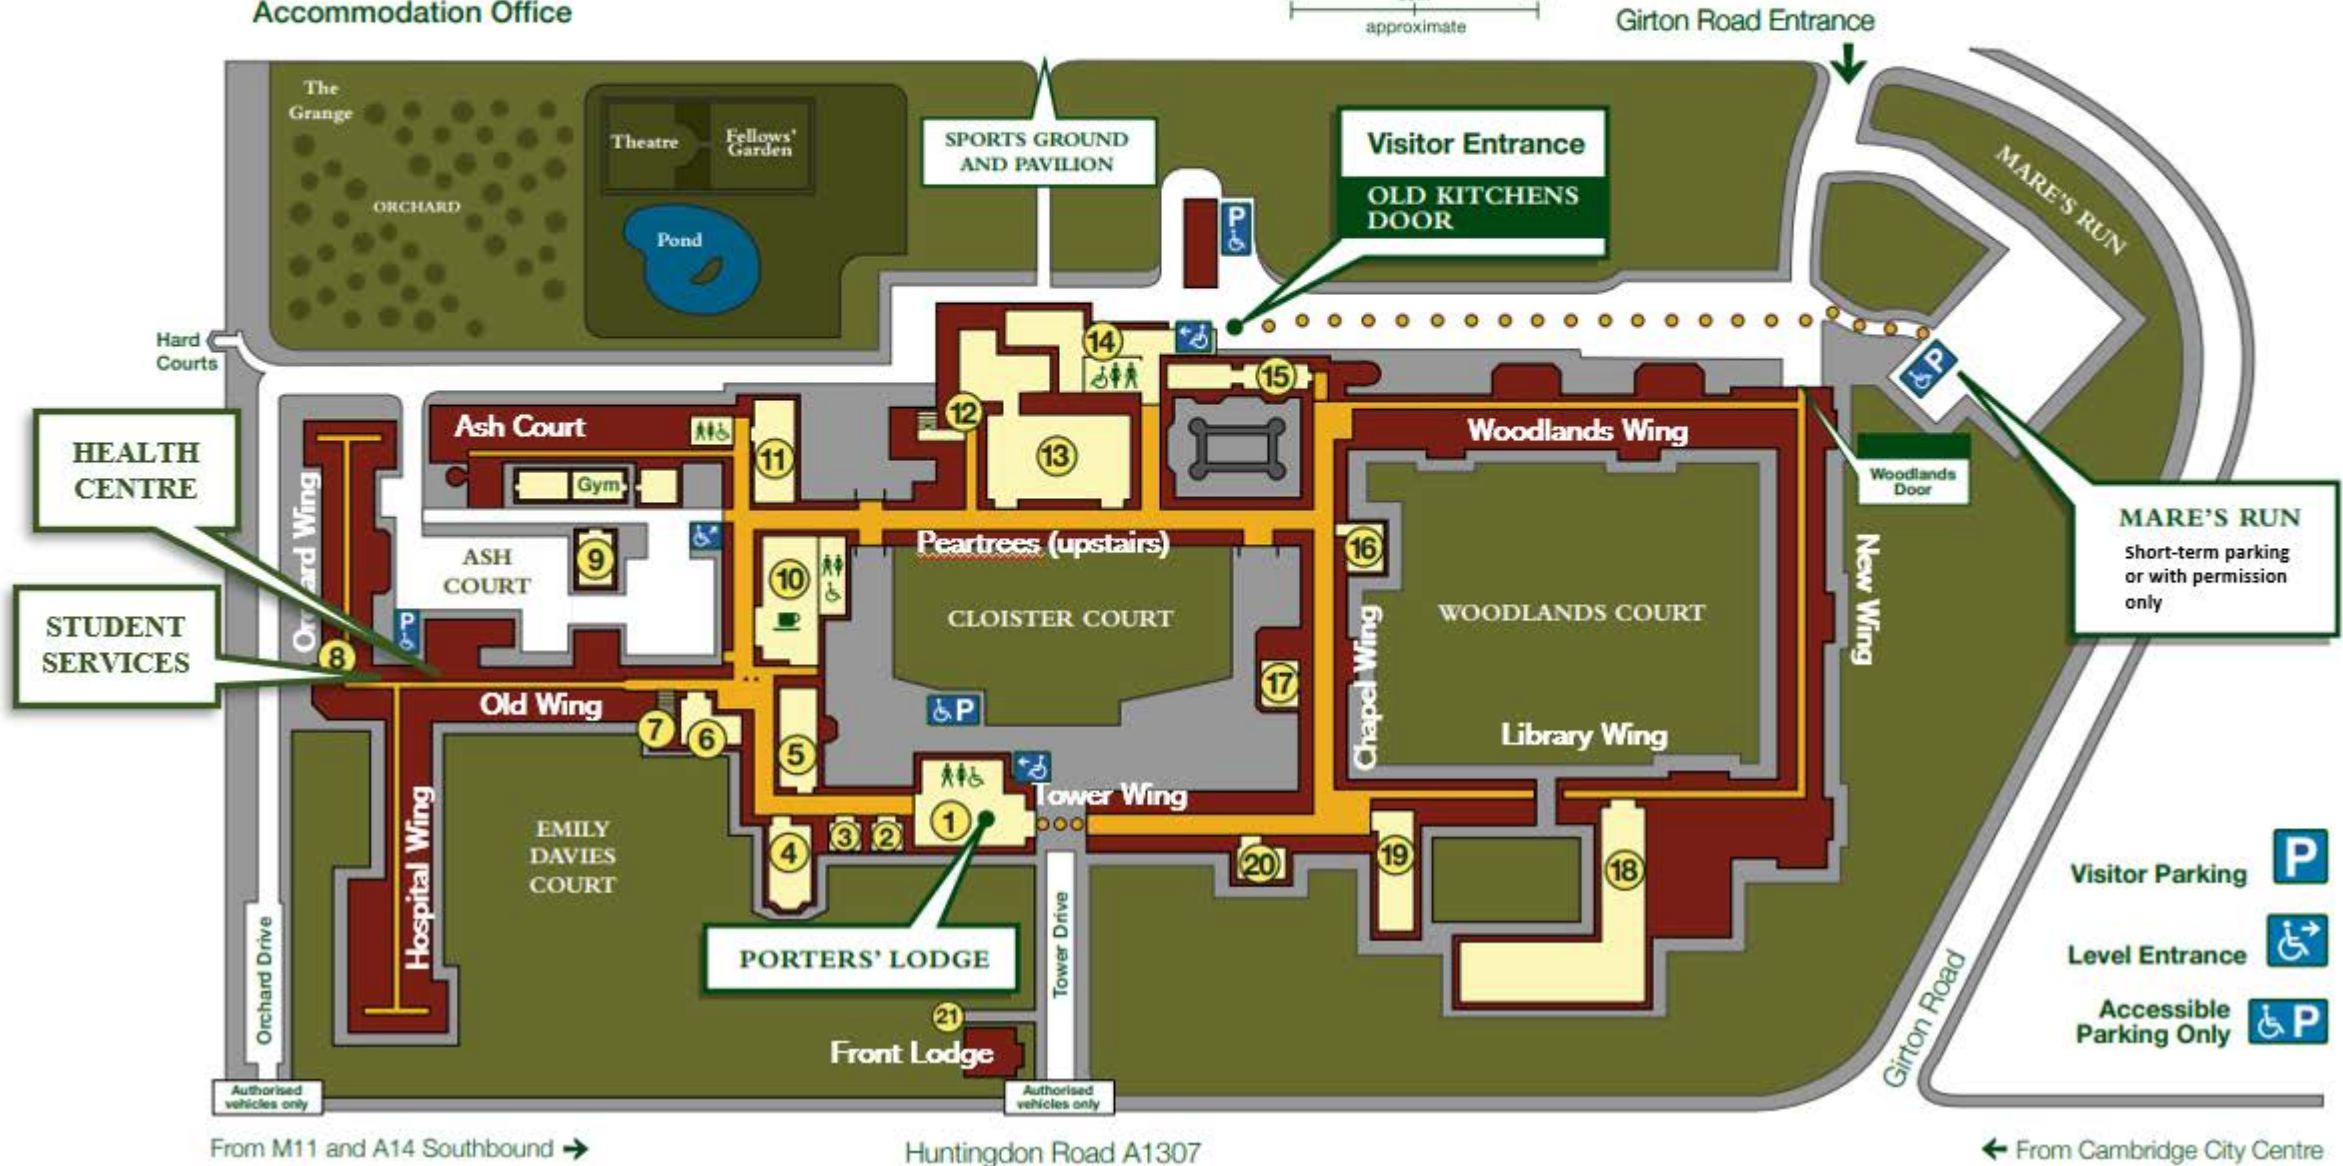 Accommodation Office
approximate
Girton Road Entrance
The
Grange
Theatre
Fellows'
Garden
ORCHARD
Pond
SPORTS GROUND
AND PAVILION
Visitor Entrance
OLD KITCHENS
DOOR
P
MARE'S RUN
Hard
Courts
14
15
P
12
13
11
Ash Court
Gym
Woodlands Wing
Woodlands
Door
HEALTH
CENTRE
Orchard Wing
MARE'S RUN
Short-term parking
or with permission
only
ASH
COURT
9
Peartrees (upstairs)
16
New Wing
10
STUDENT
SERVICES
P
CLOISTER COURT
WOODLANDS COURT
Chapel Wing
8
17
Old Wing
P
7
6
5
Library Wing
Hospital Wing
Tower Wing
EMILY
DAVIES
COURT
1
2
3
4
20
19
18
Visitor Parking
P
PORTERS' LODGE
Level Entrance
Orchard Drive
Tower Drive
21
Front Lodge
Accessible
Parking Only
P
Girton Road
Authorised
vehicles only
Authorised
vehicles only
From M11 and A14 Southbound →
Huntingdon Road A1307
← From Cambridge City Centre